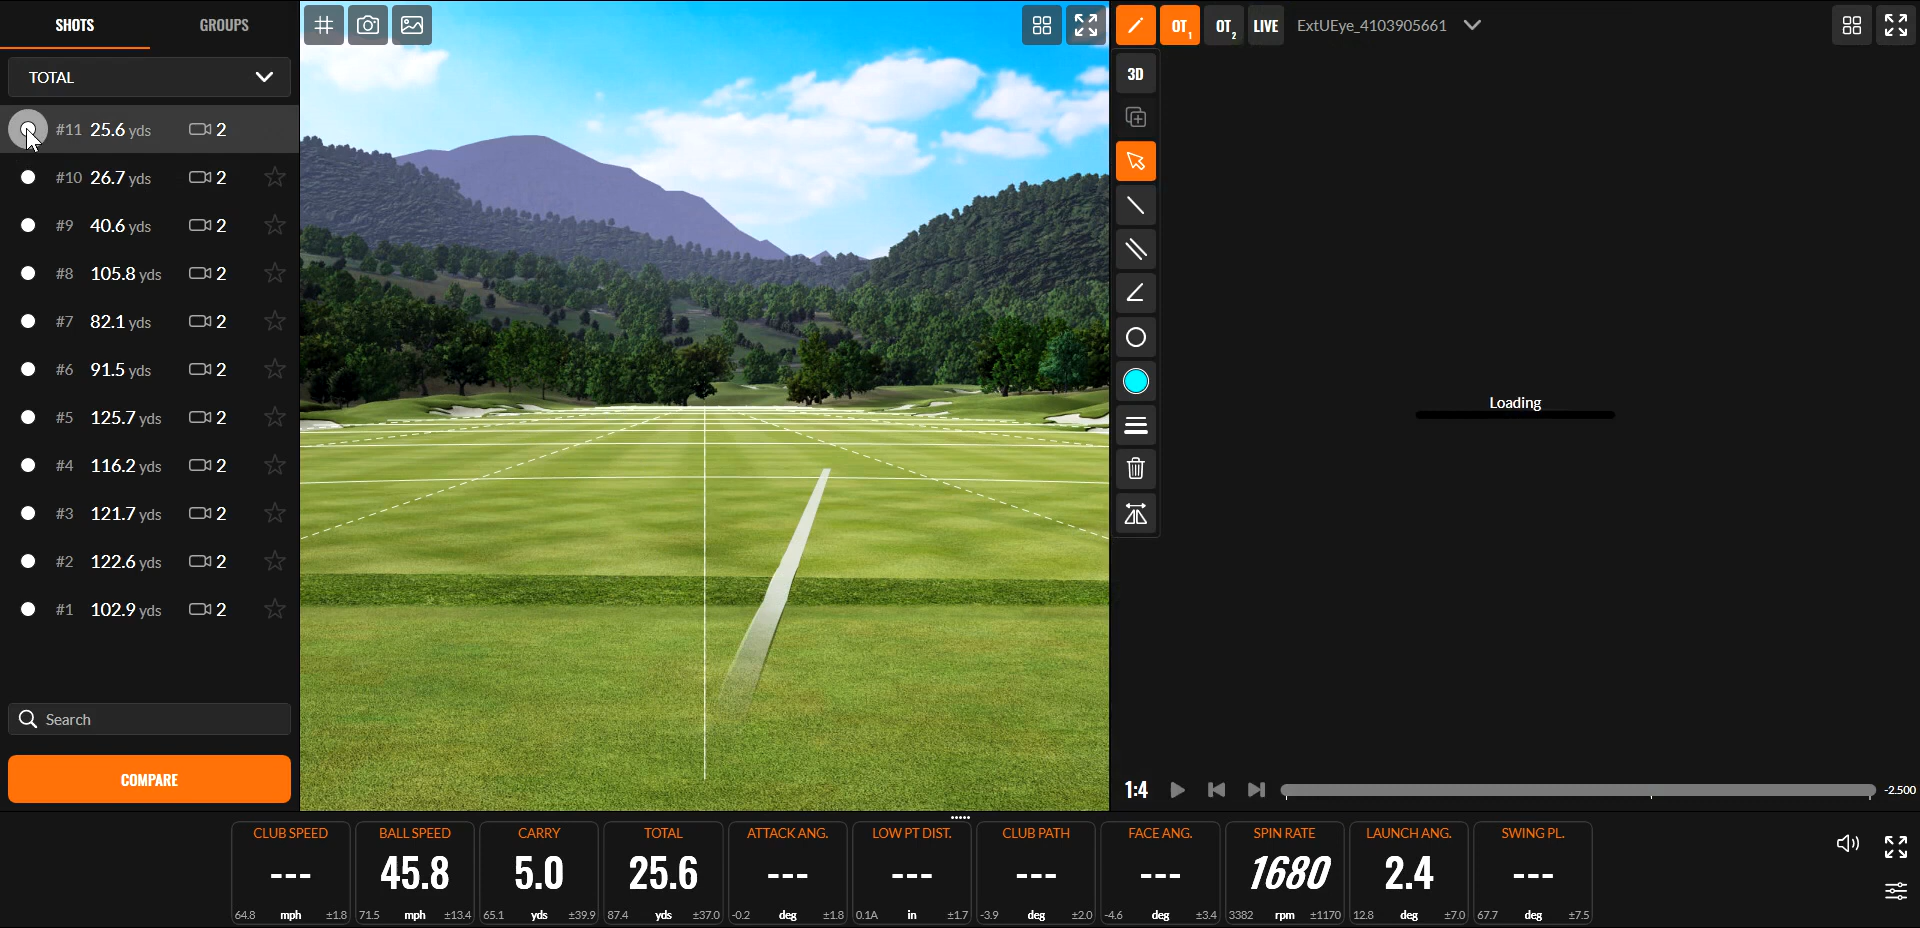 SHOTS
GROUPS
TOTAL
#11 25.6 yds 2
#10 26.7 yds 2
#9 40.6 yds 2
#8 105.8 yds 2
#7 82.1 yds 2
#6 91.5 yds 2
#5 125.7 yds 2
#4 116.2 yds 2
#3 121.7 yds 2
#2 122.6 yds 2
#1 102.9 yds 2
Search
COMPARE
OT1
OT2
LIVE
ExtUEye_4103905661
3D
Loading
1:4
-2.500
CLUB SPEED
---
64.8 mph ±1.8
BALL SPEED
45.8
71.5 mph ±13.4
CARRY
5.0
65.1 yds ±39.9
TOTAL
25.6
87.4 yds ±37.0
ATTACK ANG.
---
-0.2 deg ±1.8
LOW PT DIST.
---
0.1A in ±1.7
CLUB PATH
---
-3.9 deg ±2.0
FACE ANG.
---
-4.6 deg ±3.4
SPIN RATE
1680
3382 rpm ±1170
LAUNCH ANG.
2.4
12.8 deg ±7.0
SWING PL.
---
67.7 deg ±7.5